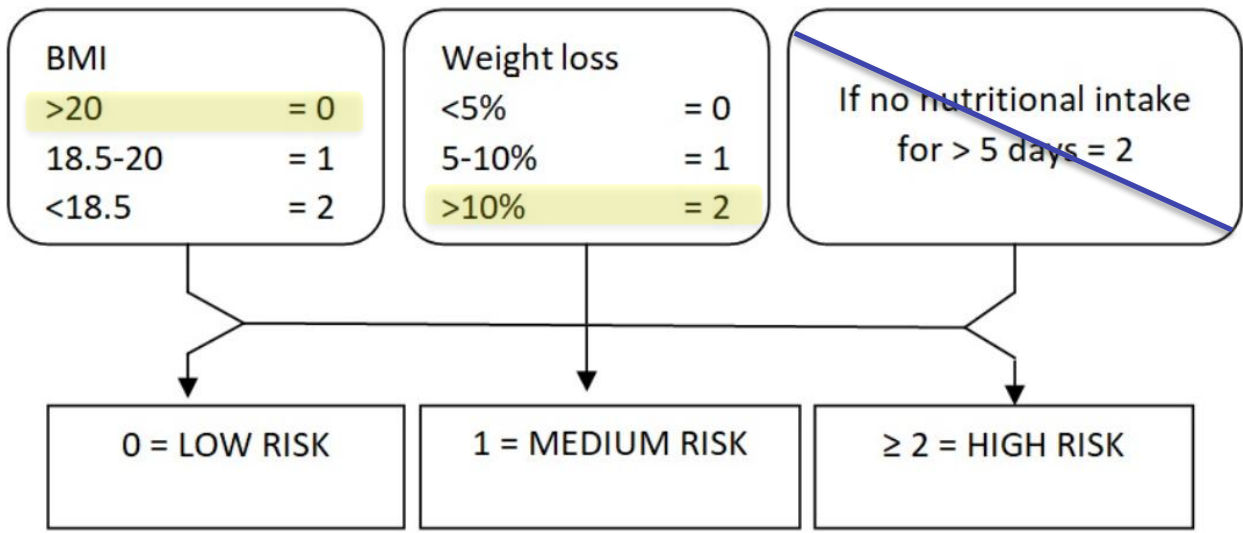 BMI
>20 = 0
18.5-20 = 1
<18.5 = 2
Weight loss
<5% = 0
5-10% = 1
>10% = 2
If no nutritional intake
for > 5 days = 2
0 = LOW RISK
1 = MEDIUM RISK
≥ 2 = HIGH RISK